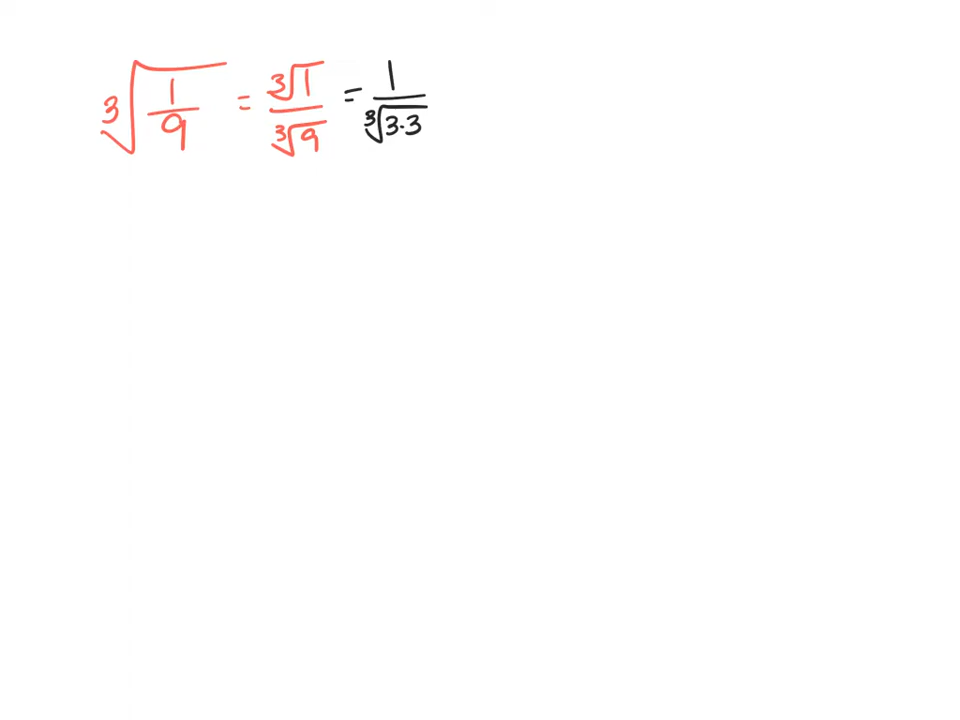 ∛(1/9) = ∛1/∛9 = 1/∛(3·3)